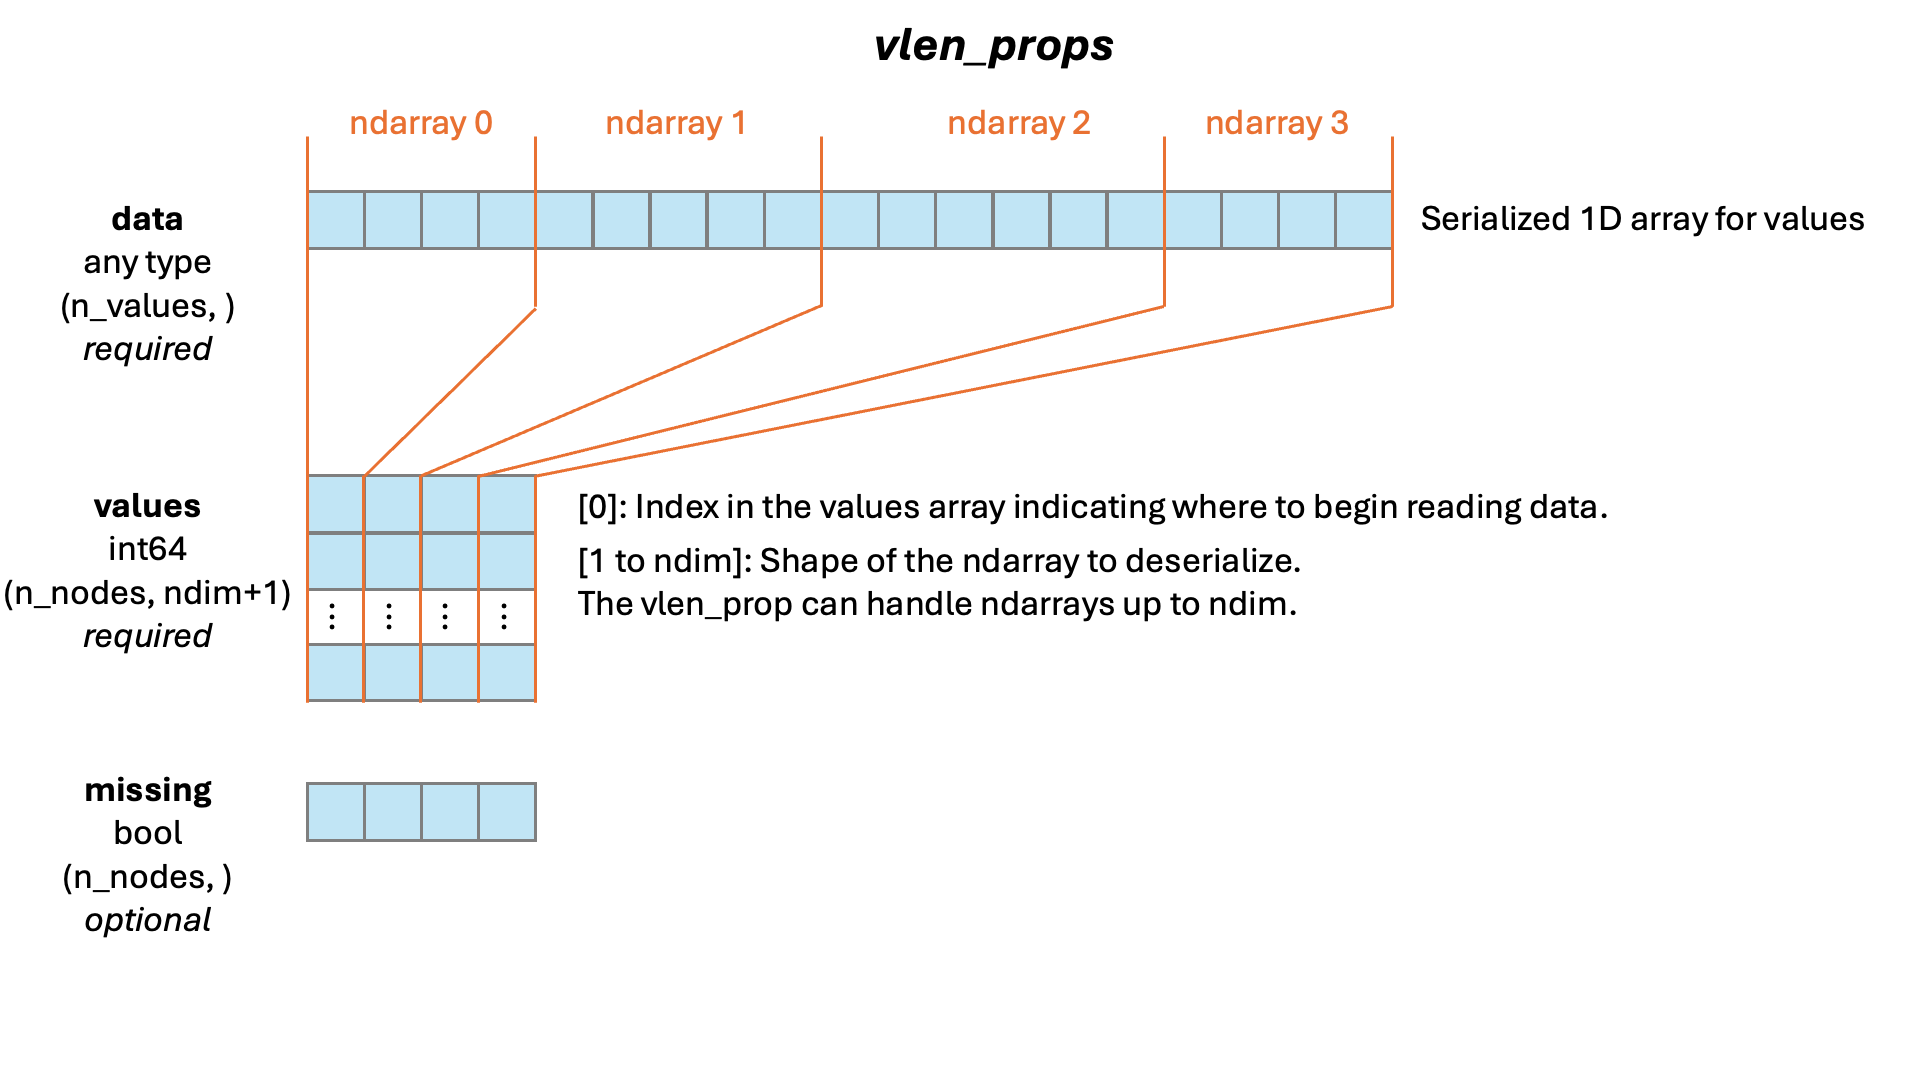 vlen_props
ndarray 0
ndarray 1
ndarray 2
ndarray 3
data
any type
(n_values, )
required
Serialized 1D array for values
values
int64
(n_nodes, ndim+1)
required
[0]: Index in the values array indicating where to begin reading data.
[1 to ndim]: Shape of the ndarray to deserialize.
The vlen_prop can handle ndarrays up to ndim.
missing
bool
(n_nodes, )
optional